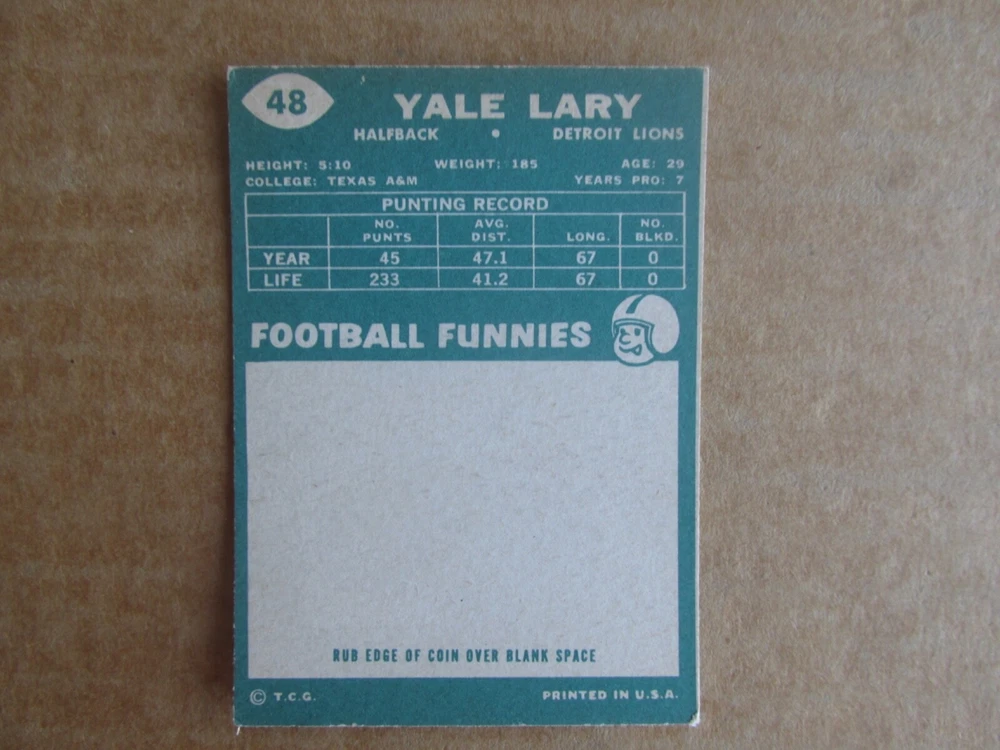 48
YALE LARY
HALFBACK • DETROIT LIONS
HEIGHT: 5:10 WEIGHT: 185 AGE: 29
COLLEGE: TEXAS A&M YEARS PRO: 7
PUNTING RECORD
NO. PUNTS AVG. DIST. LONG. NO. BLKD.
YEAR 45 47.1 67 0
LIFE 233 41.2 67 0
FOOTBALL FUNNIES
RUB EDGE OF COIN OVER BLANK SPACE
© T.C.G. PRINTED IN U.S.A.